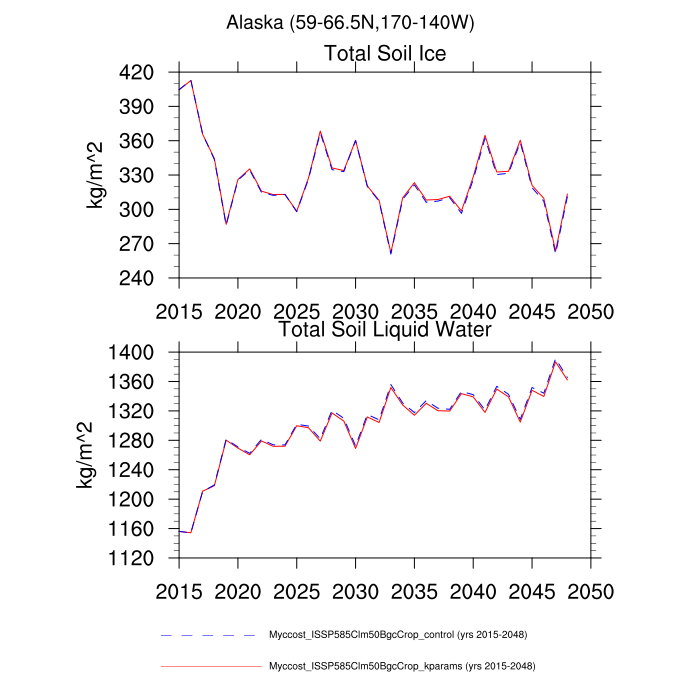 Alaska (59-66.5N,170-140W)
Total Soil Ice
420
390
360
330
300
270
240
kg/m^2
2015 2020 2025 2030 2035 2040 2045 2050
Total Soil Liquid Water
1400
1360
1320
1280
1240
1200
1160
1120
kg/m^2
2015 2020 2025 2030 2035 2040 2045 2050
Myccost_ISSP585Clm50BgcCrop_control (yrs 2015-2048)
Myccost_ISSP585Clm50BgcCrop_kparams (yrs 2015-2048)